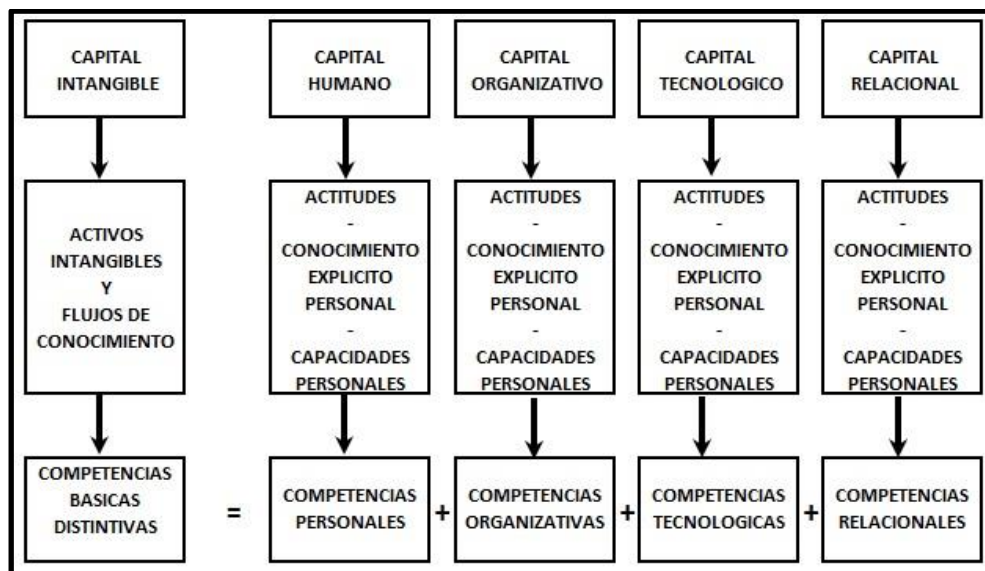 CAPITAL
INTANGIBLE
CAPITAL
HUMANO
CAPITAL
ORGANIZATIVO
CAPITAL
TECNOLOGICO
CAPITAL
RELACIONAL
ACTIVOS
INTANGIBLES
Y
FLUJOS DE
CONOCIMIENTO
ACTITUDES
-
CONOCIMIENTO
EXPLICITO
PERSONAL
-
CAPACIDADES
PERSONALES
ACTITUDES
-
CONOCIMIENTO
EXPLICITO
PERSONAL
-
CAPACIDADES
PERSONALES
ACTITUDES
-
CONOCIMIENTO
EXPLICITO
PERSONAL
-
CAPACIDADES
PERSONALES
ACTITUDES
-
CONOCIMIENTO
EXPLICITO
PERSONAL
-
CAPACIDADES
PERSONALES
COMPETENCIAS
BASICAS
DISTINTIVAS
=
COMPETENCIAS
PERSONALES
+
COMPETENCIAS
ORGANIZATIVAS
+
COMPETENCIAS
TECNOLOGICAS
+
COMPETENCIAS
RELACIONALES